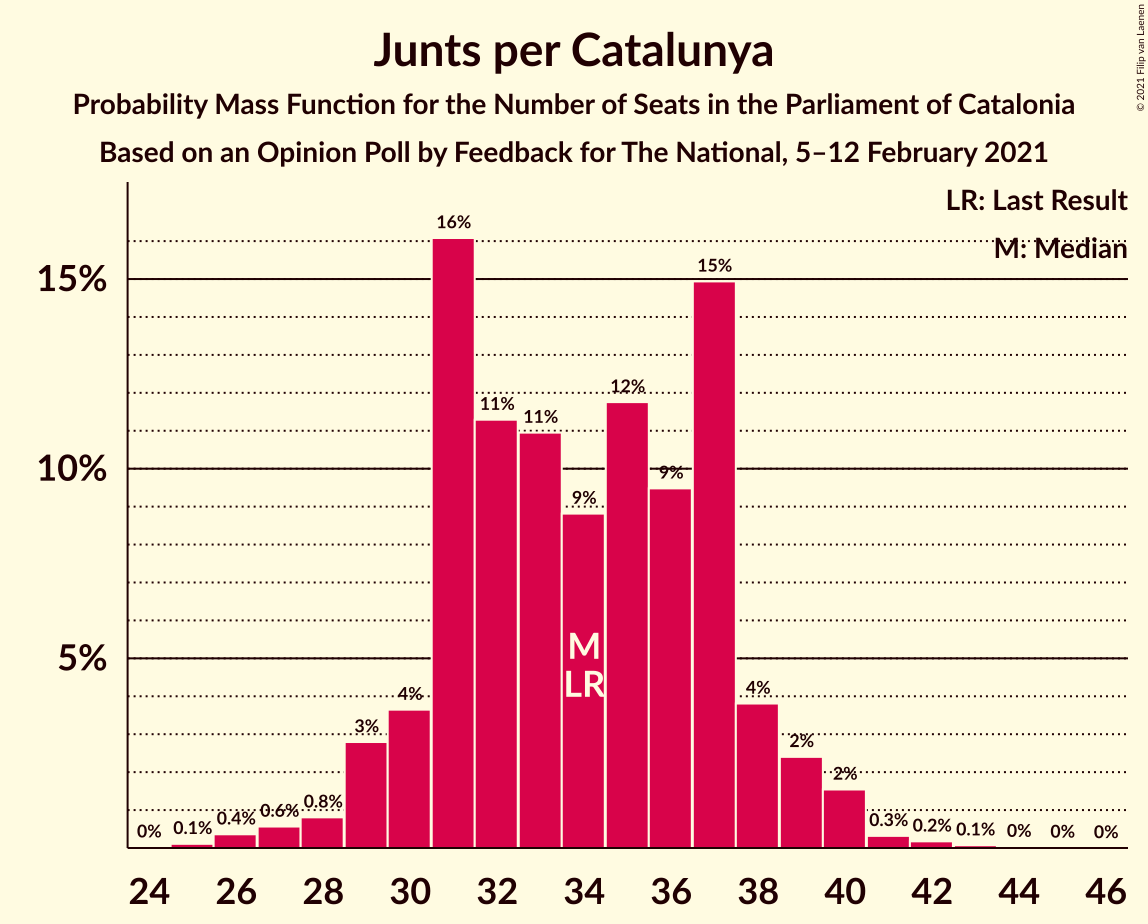 Junts per Catalunya
Probability Mass Function for the Number of Seats in the Parliament of Catalonia
Based on an Opinion Poll by Feedback for The National, 5–12 February 2021
© 2021 Filip van Laenen
LR: Last Result
M: Median
15%
10%
5%
0%
0.1%
0.4%
0.6%
0.8%
3%
4%
16%
11%
11%
9%
12%
9%
15%
4%
2%
2%
0.3%
0.2%
0.1%
0%
0%
0%
M
LR
24 26 28 30 32 34 36 38 40 42 44 46